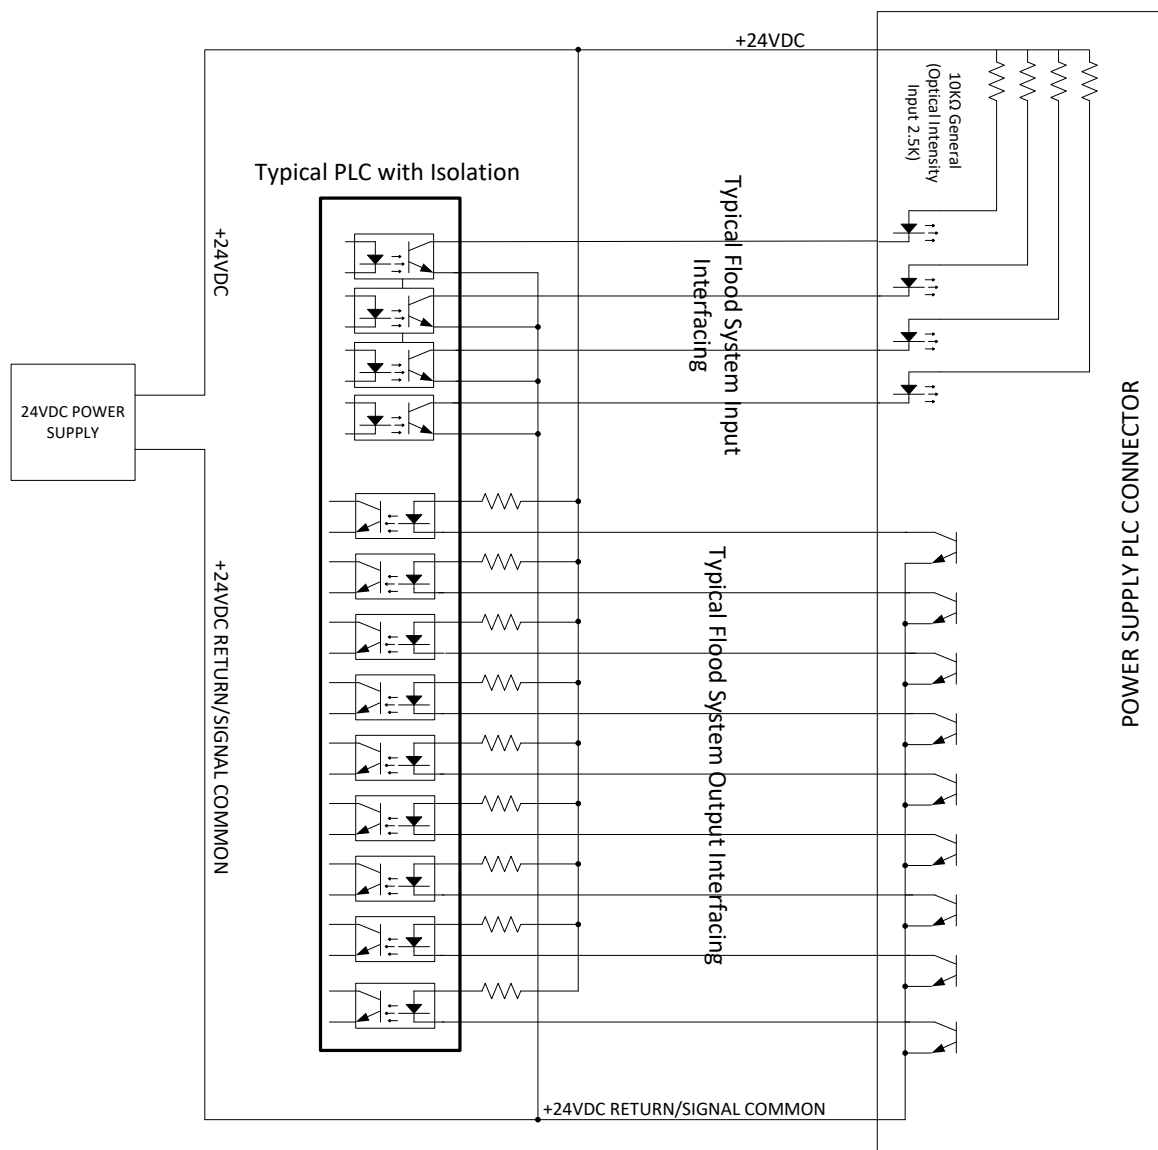 +24VDC
10KΩ General
(Optical Intensity
Input 2.5K)
Typical PLC with Isolation
Typical Flood System Input
Interfacing
+24VDC
24VDC POWER
SUPPLY
POWER SUPPLY PLC CONNECTOR
+24VDC RETURN/SIGNAL COMMON
Typical Flood System Output Interfacing
+24VDC RETURN/SIGNAL COMMON